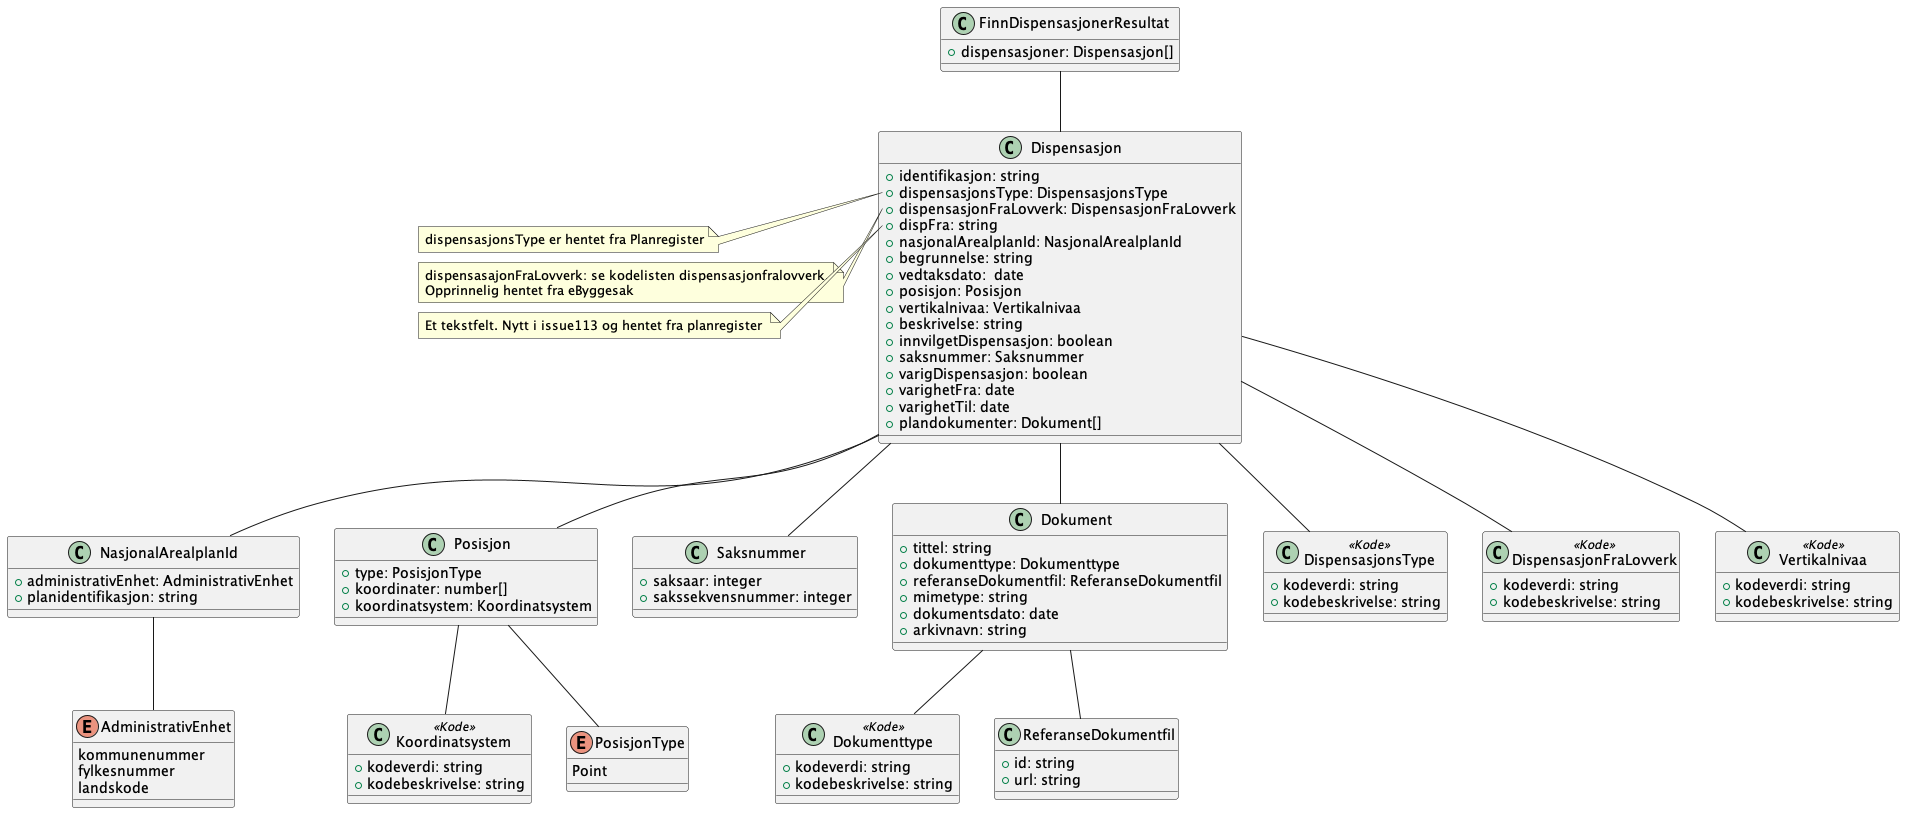 C FinnDispensasjonerResultat
dispensasjoner: Dispensasjon[]
C Dispensasjon
identifikasjon: string
dispensasjonsType: DispensasjonsType
dispensasjonFraLovverk: DispensasjonFraLovverk
dispFra: string
nasjonalArealplanId: NasjonalArealplanId
begrunnelse: string
vedtaksdato:  date
posisjon: Posisjon
vertikalnivaa: Vertikalnivaa
beskrivelse: string
innvilgetDispensasjon: boolean
saksnummer: Saksnummer
varigDispensasjon: boolean
varighetFra: date
varighetTil: date
plandokumenter: Dokument[]
dispensasjonsType er hentet fra Planregister
dispensasajonFraLovverk: se kodelisten dispensasjonfralovverk
Opprinnelig hentet fra eByggesak
Et tekstfelt. Nytt i issue113 og hentet fra planregister
C NasjonalArealplanId
administrativEnhet: AdministrativEnhet
planidentifikasjon: string
C Posisjon
type: PosisjonType
koordinater: number[]
koordinatsystem: Koordinatsystem
C Saksnummer
saksaar: integer
sakssekvensnummer: integer
C Dokument
tittel: string
dokumenttype: Dokumenttype
referanseDokumentfil: ReferanseDokumentfil
mimetype: string
dokumentsdato: date
arkivnavn: string
«Kode»
C DispensasjonsType
kodeverdi: string
kodebeskrivelse: string
«Kode»
C DispensasjonFraLovverk
kodeverdi: string
kodebeskrivelse: string
«Kode»
C Vertikalnivaa
kodeverdi: string
kodebeskrivelse: string
E AdministrativEnhet
kommunenummer
fylkesnummer
landskode
«Kode»
C Koordinatsystem
kodeverdi: string
kodebeskrivelse: string
E PosisjonType
Point
«Kode»
C Dokumenttype
kodeverdi: string
kodebeskrivelse: string
C ReferanseDokumentfil
id: string
url: string